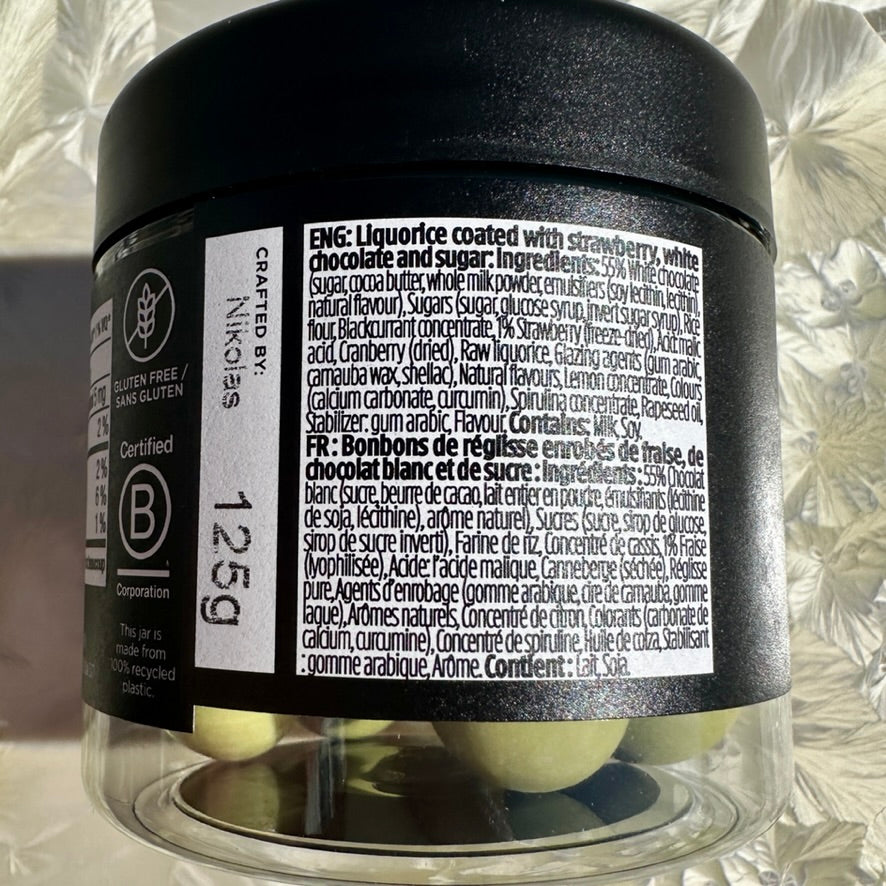 5 mg
2 %
2 %
6 %
1 %
GLUTEN FREE /
SANS GLUTEN
Certified
B
Corporation
This jar is
made from
100% recycled
plastic.
CRAFTED BY:
Nikolas
125g
ENG: Liquorice coated with strawberry, white
chocolate and sugar: Ingredients: 55% White chocolate
(sugar, cocoa butter, whole milk powder, emulsifiers (soy lecithin, lecithin),
natural flavour), Sugars (sugar, glucose syrup, invert sugar syrup), Rice
flour, Blackcurrant concentrate, 1% Strawberry (freeze-dried), Acid: malic
acid, Cranberry (dried), Raw liquorice, Glazing agents (gum arabic,
carnauba wax, shellac), Natural flavours, Lemon concentrate, Colours
(calcium carbonate, curcumin), Spirulina concentrate, Rapeseed oil,
Stabilizer: gum arabic, Flavour. Contains: Milk, Soy.
FR : Bonbons de réglisse enrobés de fraise, de
chocolat blanc et de sucre : Ingrédients : 55% Chocolat
blanc (sucre, beurre de cacao, lait entier en poudre, émulsifiants (lécithine
de soja, lécithine), arôme naturel), Sucres (sucre, sirop de glucose,
sirop de sucre inverti), Farine de riz, Concentré de cassis, 1% Fraise
(lyophilisée), Acide: l'acide malique, Canneberge (séchée), Réglisse
pure, Agents d'enrobage (gomme arabique, cire de carnauba, gomme
laque), Arômes naturels, Concentré de citron, Colorants (carbonate de
calcium, curcumine), Concentré de spiruline, Huile de colza, Stabilisant
: gomme arabique, Arôme. Contient : Lait, Soja.